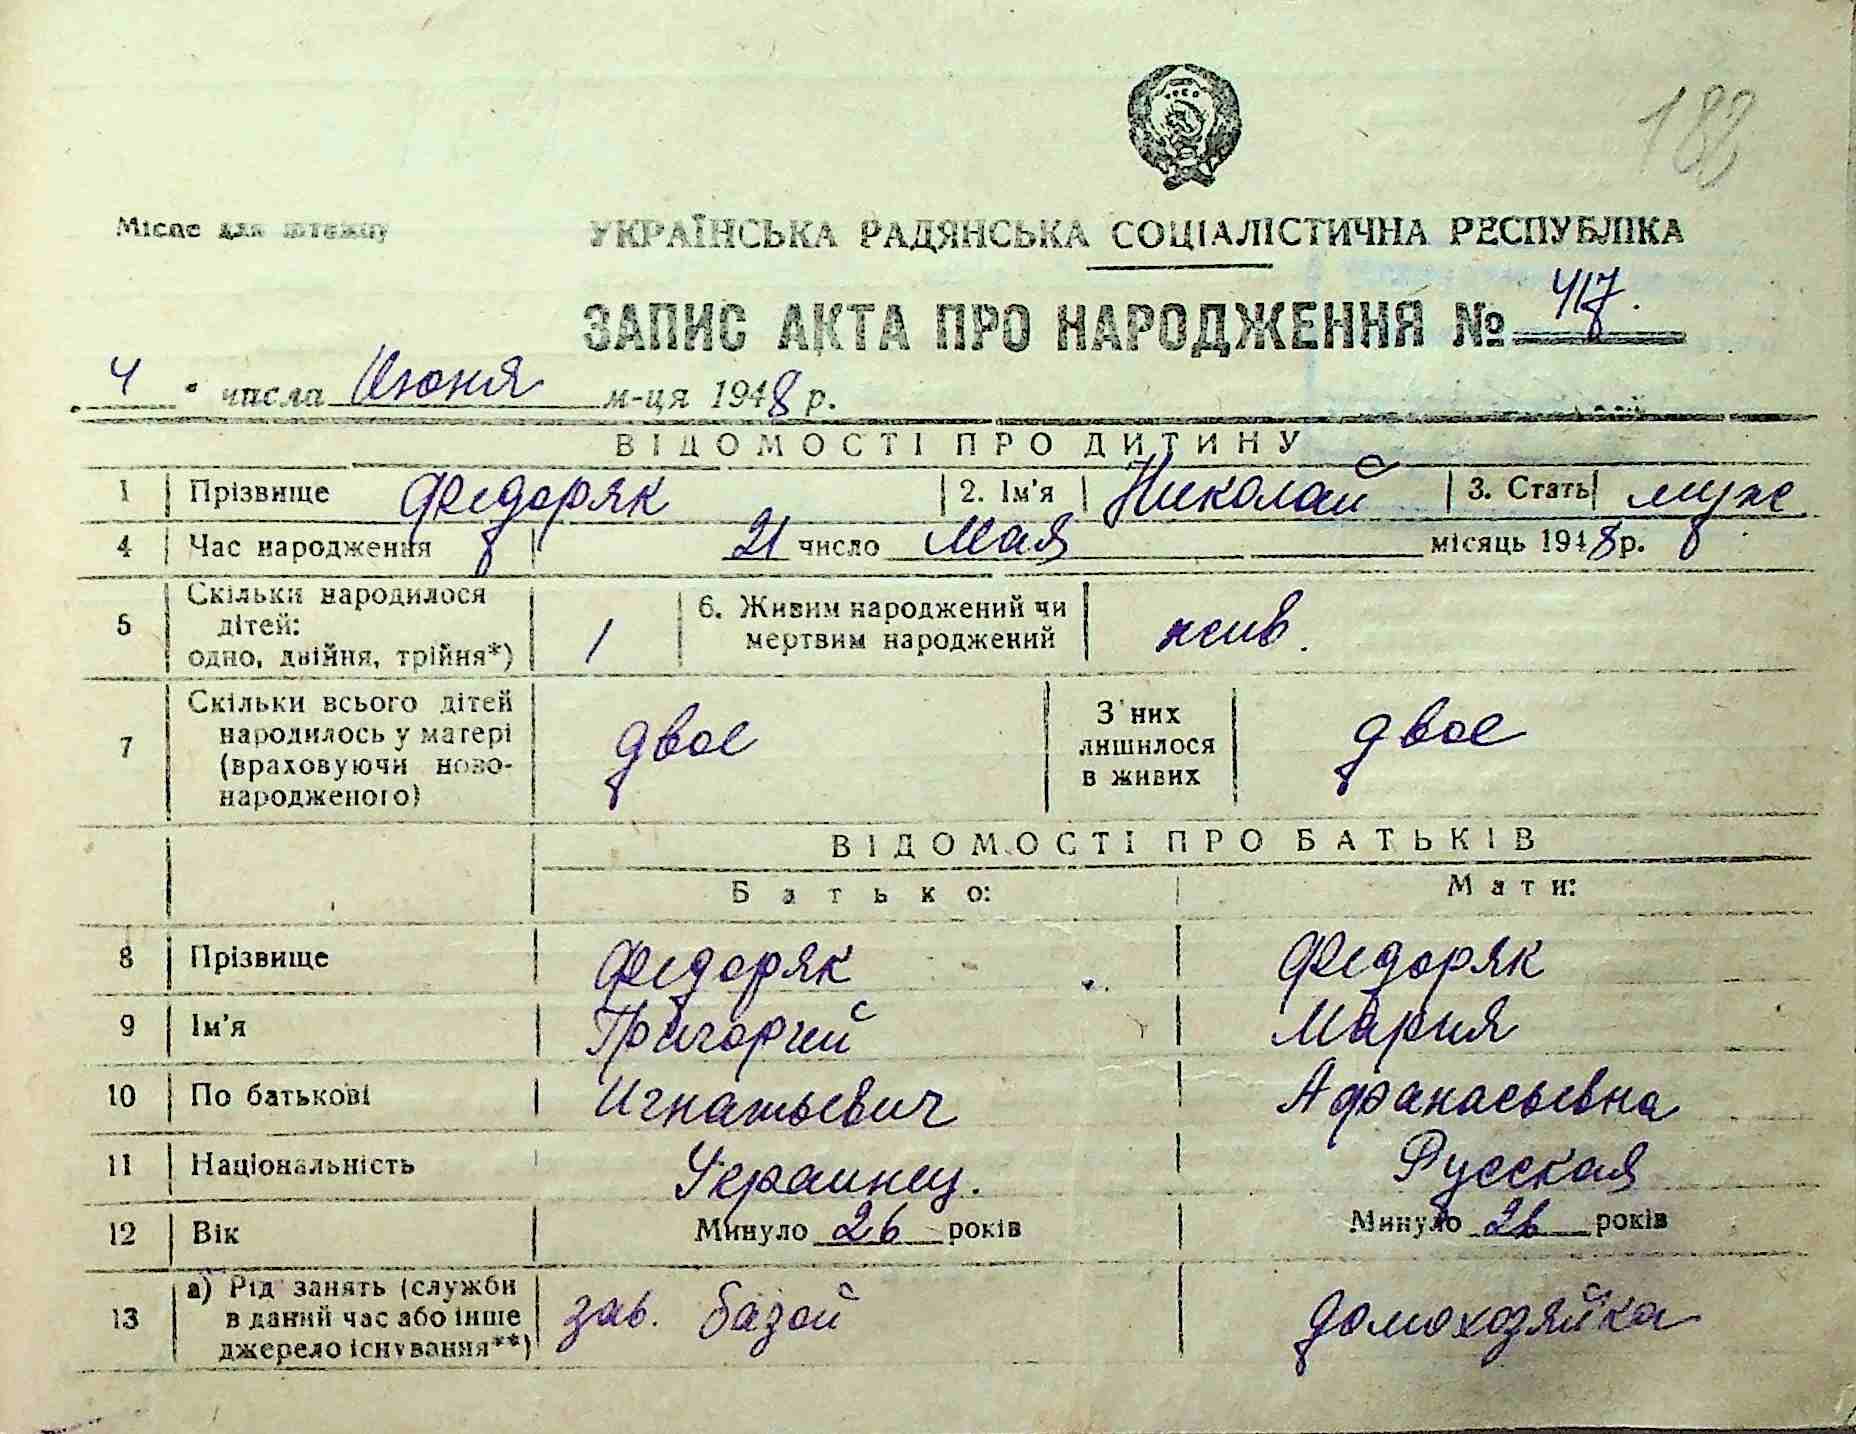 188
Місце для штампу
УКРАЇНСЬКА РАДЯНСЬКА СОЦІАЛІСТИЧНА РЕСПУБЛІКА
ЗАПИС АКТА ПРО НАРОДЖЕННЯ № 417.
4 " числа Июня м-ця 1948 р.
ВІДОМОСТІ ПРО ДИТИНУ
1 Прізвище Федоряк 2. Ім'я Николай 3. Стать муж
4 Час народження 21 число Мая місяць 1948 р.
5 Скільки народилося дітей: одно, двійня, трійня*) 1 6. Живим народжений чи мертвим народжений жив.
7 Скільки всього дітей народилось у матері (враховуючи ново-народженого) двое З них лишилося в живих двое
ВІДОМОСТІ ПРО БАТЬКІВ
Батько: Мати:
8 Прізвище Федоряк Федоряк
9 Ім'я Григорий Мария
10 По батькові Игнатьевич Афанасьевна
11 Національність Украинец. Русская
12 Вік Минуло 26 років Минуло 26 років
13 а) Рід занять (служби в даний час або інше джерело існування**) зав. базой домохозяйка